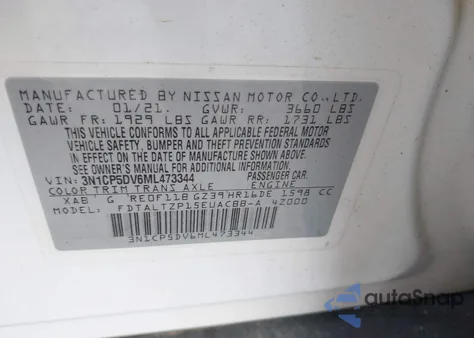 MANUFACTURED BY NISSAN MOTOR CO., LTD.
DATE: 01/21. GVWR: 3660 LBS
GAWR FR: 1929 LBS GAWR RR: 1731 LBS
THIS VEHICLE CONFORMS TO ALL APPLICABLE FEDERAL MOTOR
VEHICLE SAFETY, BUMPER AND THEFT PREVENTION STANDARDS
IN EFFECT ON THE DATE OF MANUFACTURE SHOWN ABOVE.
SEE OWNER'S MANUAL FOR FURTHER INFORMATION.
VIN: 3N1CP5DV6ML473344 PASSENGER CAR.
COLOR TRIM TRANS AXLE ENGINE
XAB G RE0F11B GZ39 HR16DE 1598 CC
FDTALTZP15EUACBB-A 42000
3N1CP5DV6ML473344
autoSnap